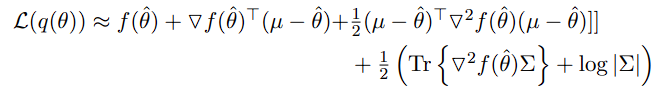 ℒ(q(θ)) ≈ f(θ̂) + ▽f(θ̂)⊤(μ − θ̂)+½(μ − θ̂)⊤▽²f(θ̂)(μ − θ̂)]]
+ ½ (Tr {▽²f(θ̂)Σ} + log |Σ|)